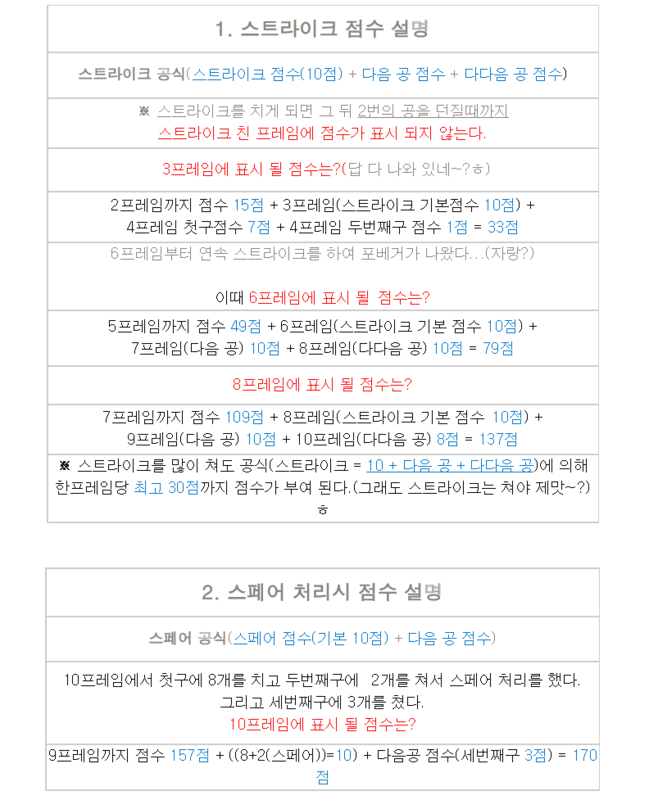 1. 스트라이크 점수 설명
스트라이크 공식(스트라이크 점수(10점) + 다음 공 점수 + 다다음 공 점수)
※ 스트라이크를 치게 되면 그 뒤 2번의 공을 던질때까지
스트라이크 친 프레임에 점수가 표시 되지 않는다.
3프레임에 표시 될 점수는?(답 다 나와 있네~?ㅎ)
2프레임까지 점수 15점 + 3프레임(스트라이크 기본점수 10점) +
4프레임 첫구점수 7점 + 4프레임 두번째구 점수 1점 = 33점
6프레임부터 연속 스트라이크를 하여 포베거가 나왔다...(자랑?)
이때 6프레임에 표시 될 점수는?
5프레임까지 점수 49점 + 6프레임(스트라이크 기본 점수 10점) +
7프레임(다음 공) 10점 + 8프레임(다다음 공) 10점 = 79점
8프레임에 표시 될 점수는?
7프레임까지 점수 109점 + 8프레임(스트라이크 기본 점수 10점) +
9프레임(다음 공) 10점 + 10프레임(다다음 공) 8점 = 137점
※ 스트라이크를 많이 쳐도 공식(스트라이크 = 10 + 다음 공 + 다다음 공)에 의해
한프레임당 최고 30점까지 점수가 부여 된다.(그래도 스트라이크는 쳐야 제맛~?)
ㅎ
2. 스페어 처리시 점수 설명
스페어 공식(스페어 점수(기본 10점) + 다음 공 점수)
10프레임에서 첫구에 8개를 치고 두번째구에 2개를 쳐서 스페어 처리를 했다.
그리고 세번째구에 3개를 쳤다.
10프레임에 표시 될 점수는?
9프레임까지 점수 157점 + ((8+2(스페어))=10) + 다음공 점수(세번째구 3점) = 170
점